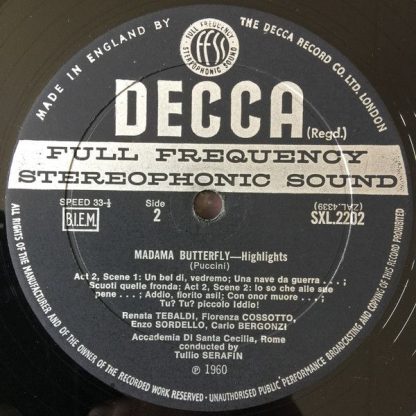 MADE IN ENGLAND BY THE DECCA RECORD CO. LTD. LONDON
FULL FREQUENCY
ffss
STEREOPHONIC SOUND
DECCA
(Regd.)
FULL FREQUENCY
STEREOPHONIC SOUND
SPEED 33⅓
Side
2
(ZAL.4339)
B.I.E.M.
SXL.2202
MADAMA BUTTERFLY—Highlights
(Puccini)
Act 2, Scene 1: Un bel dì, vedremo; Una nave da guerra . . . ;
Scuoti quelle fronda; Act 2, Scene 2: Io so che alle sue
pene . . . ; Addio, fiorito asil; Con onor muore . . . ;
Tu? Tu? piccolo Iddio!
Renata TEBALDI, Fiorenza COSSOTTO,
Enzo SORDELLO, Carlo BERGONZI
Accademia Di Santa Cecilia, Rome
conducted by
Tullio SERAFIN
℗ 1960
ALL RIGHTS OF THE MANUFACTURER AND OF THE OWNER OF THE RECORDED WORK RESERVED · UNAUTHORISED PUBLIC PERFORMANCE BROADCASTING AND COPYING OF THIS RECORD PROHIBITED